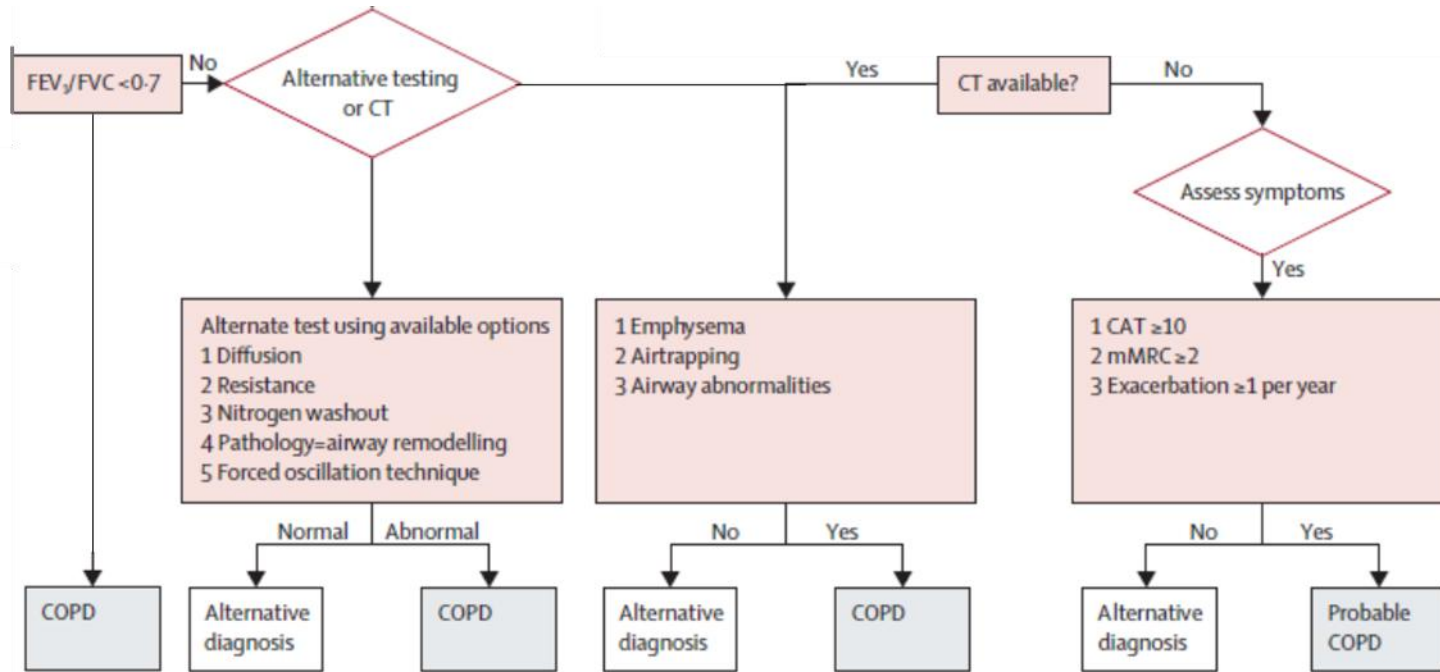 FEV₁/FVC <0·7
No
Alternative testing
or CT
Yes
CT available?
No
Assess symptoms
Yes
Alternate test using available options
1 Diffusion
2 Resistance
3 Nitrogen washout
4 Pathology=airway remodelling
5 Forced oscillation technique
1 Emphysema
2 Airtrapping
3 Airway abnormalities
1 CAT ≥10
2 mMRC ≥2
3 Exacerbation ≥1 per year
Normal
Abnormal
No
Yes
No
Yes
COPD
Alternative
diagnosis
COPD
Alternative
diagnosis
COPD
Alternative
diagnosis
Probable
COPD